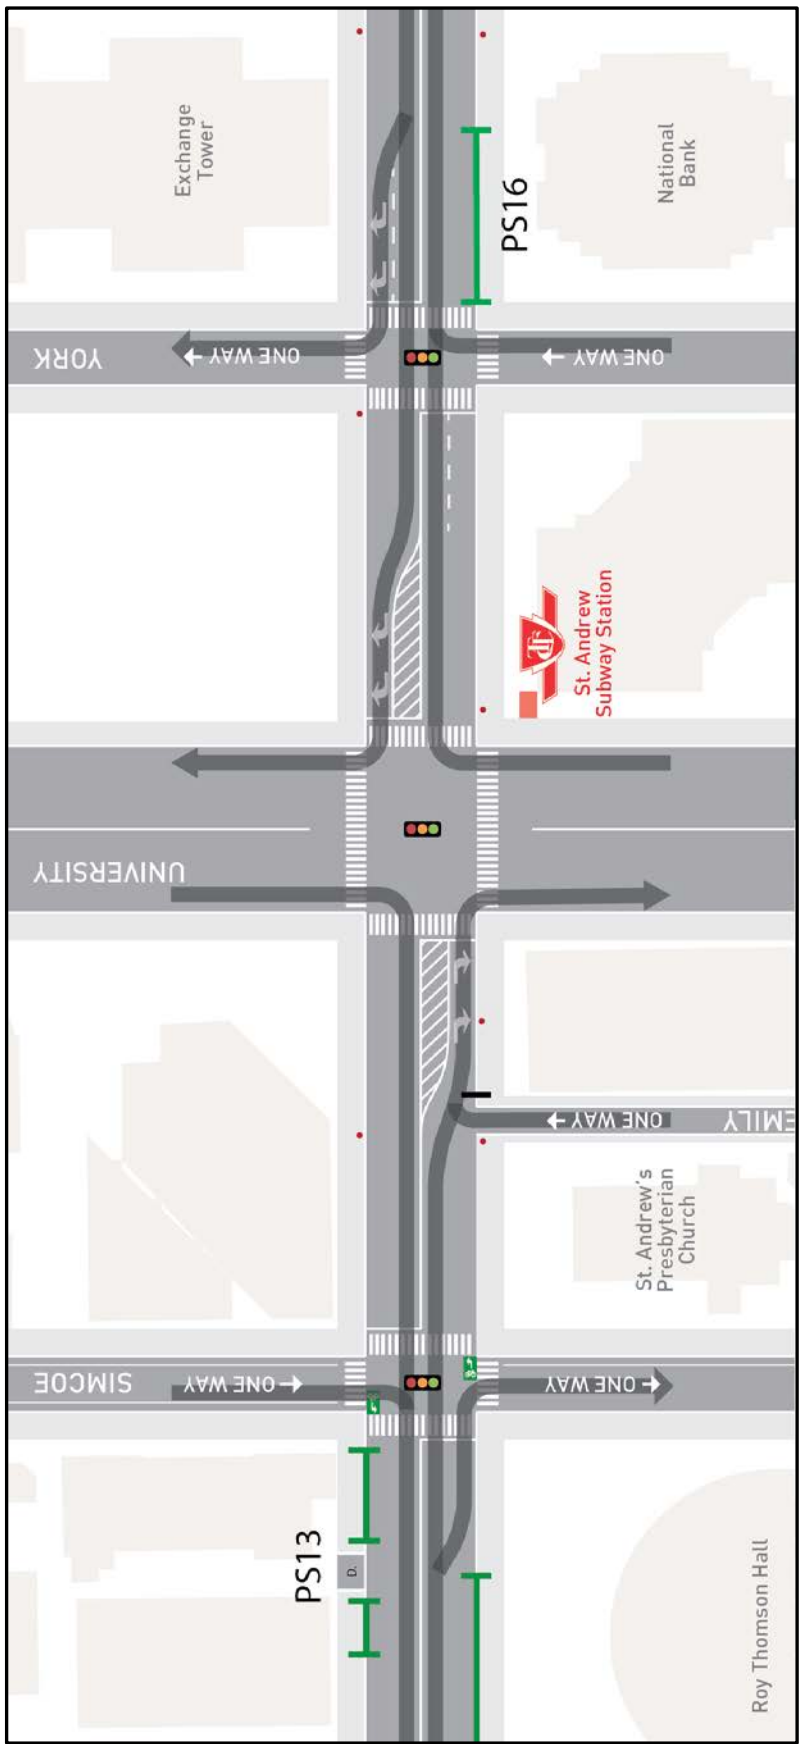 Exchange
Tower
National
Bank
PS16
YORK
ONE WAY
ONE WAY
St. Andrew
Subway Station
UNIVERSITY
ONE WAY
EMILY
St. Andrew's
Presbyterian
Church
SIMCOE
ONE WAY
ONE WAY
PS13
D.
Roy Thomson Hall